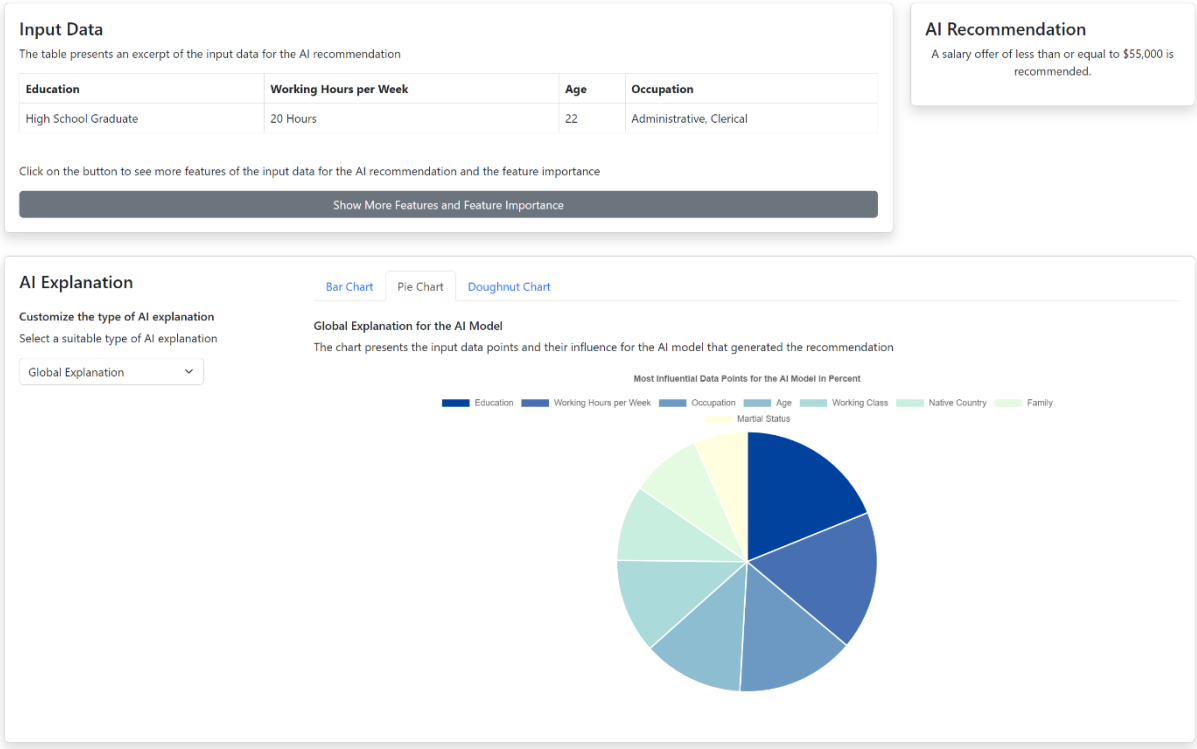 Input Data
The table presents an excerpt of the input data for the AI recommendation
Education Working Hours per Week Age Occupation
High School Graduate 20 Hours 22 Administrative, Clerical
Click on the button to see more features of the input data for the AI recommendation and the feature importance
Show More Features and Feature Importance
AI Recommendation
A salary offer of less than or equal to $55,000 is
recommended.
AI Explanation
Customize the type of AI explanation
Select a suitable type of AI explanation
Global Explanation
Bar Chart Pie Chart Doughnut Chart
Global Explanation for the AI Model
The chart presents the input data points and their influence for the AI model that generated the recommendation
Most Influential Data Points for the AI Model in Percent
Education Working Hours per Week Occupation Age Working Class Native Country Family
Martial Status